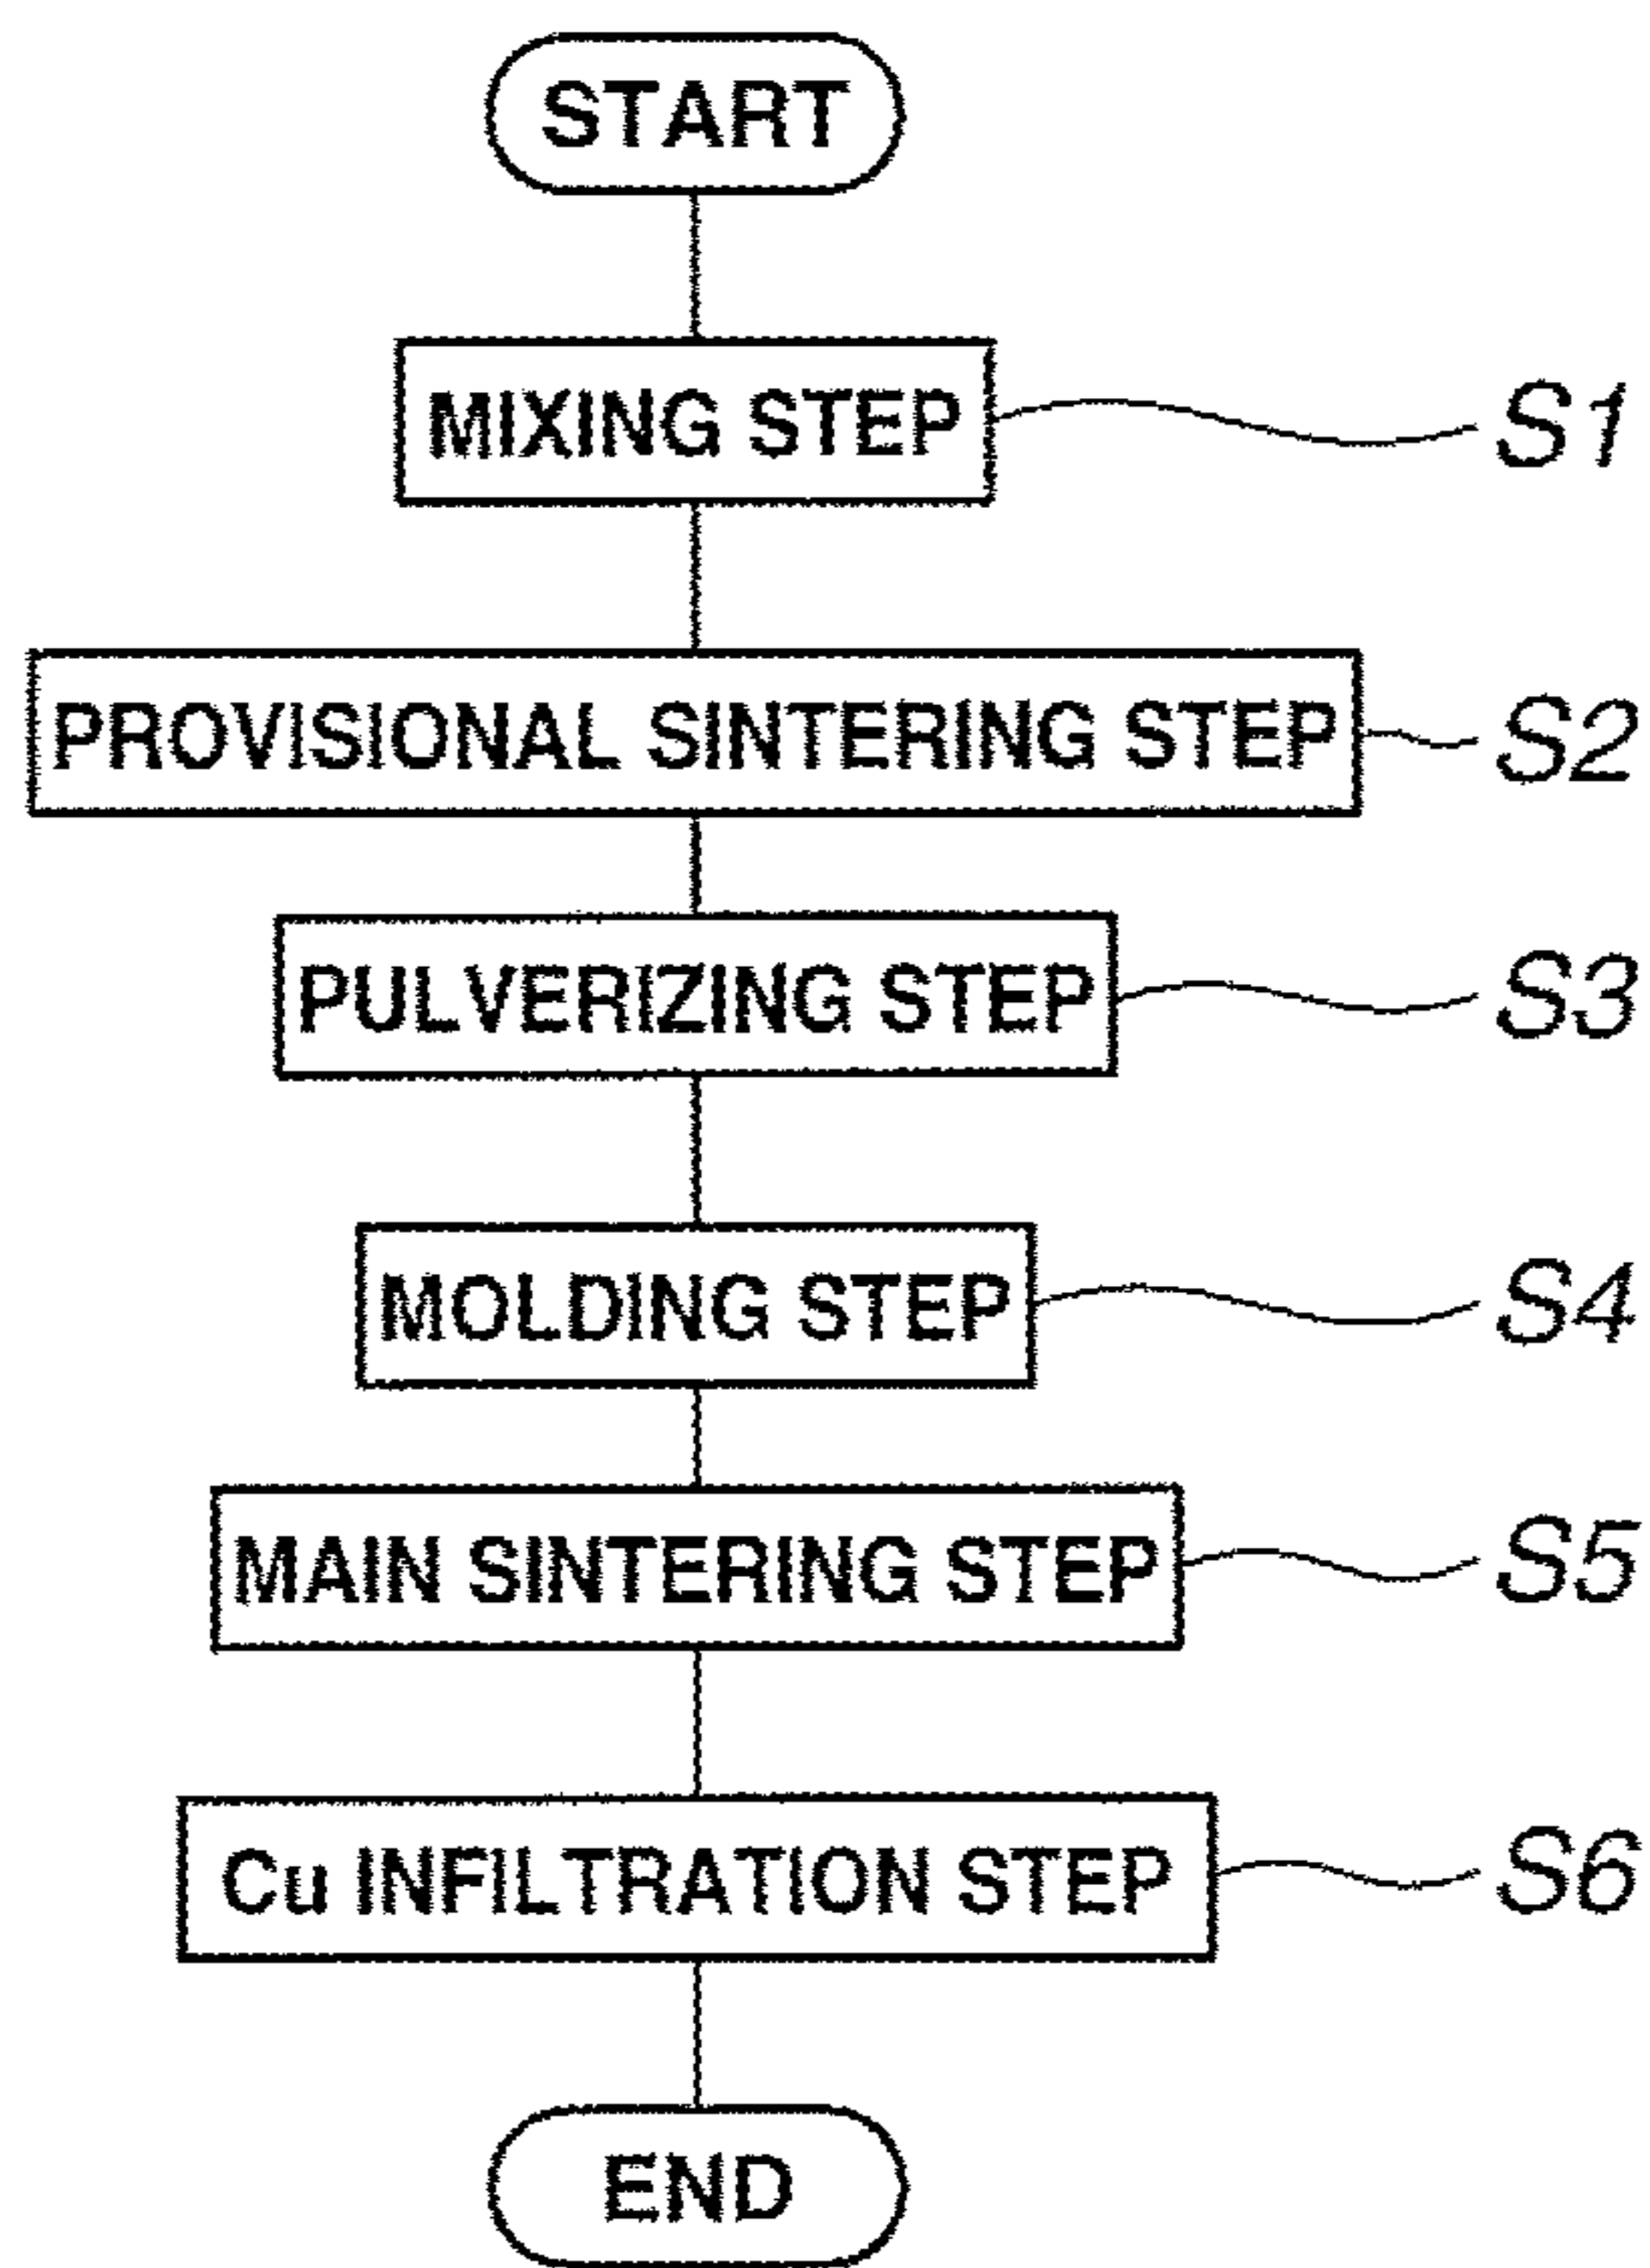 START
MIXING STEP S1
PROVISIONAL SINTERING STEP S2
PULVERIZING STEP S3
MOLDING STEP S4
MAIN SINTERING STEP S5
Cu INFILTRATION STEP S6
END